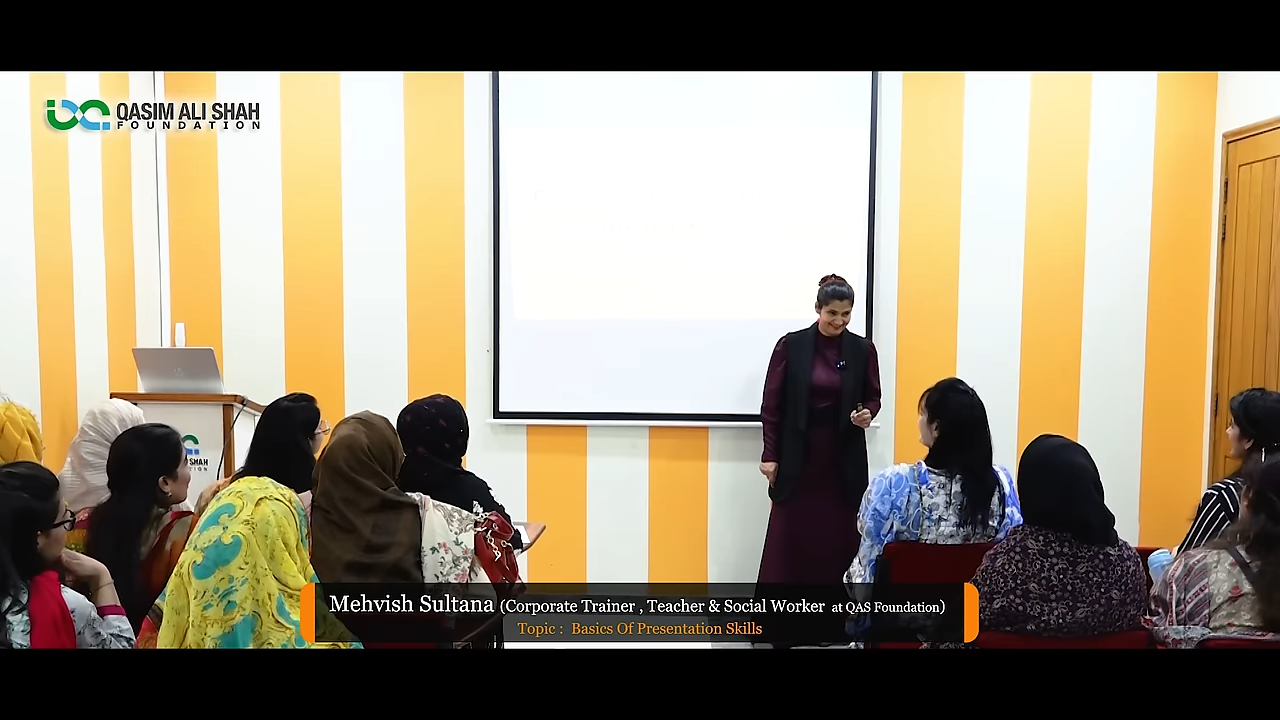 QASIM ALI SHAH
FOUNDATION
SHAH
Mehvish Sultana (Corporate Trainer , Teacher & Social Worker at QAS Foundation)
Topic : Basics Of Presentation Skills